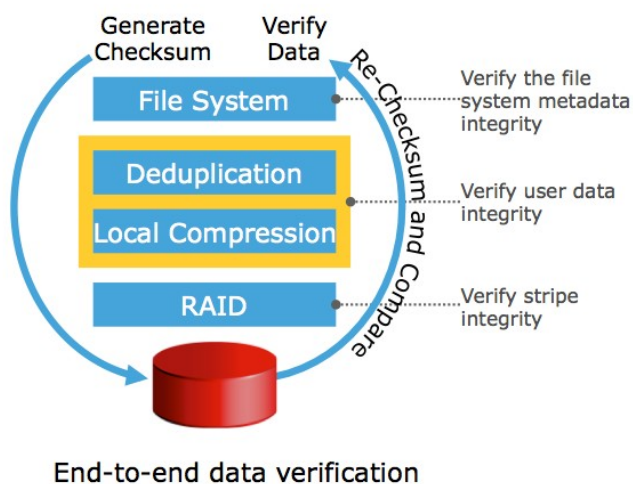 Generate
Checksum
Verify
Data
Re-Checksum and Compare
File System
Verify the file
system metadata
integrity
Deduplication
Local Compression
Verify user data
integrity
RAID
Verify stripe
integrity
End-to-end data verification